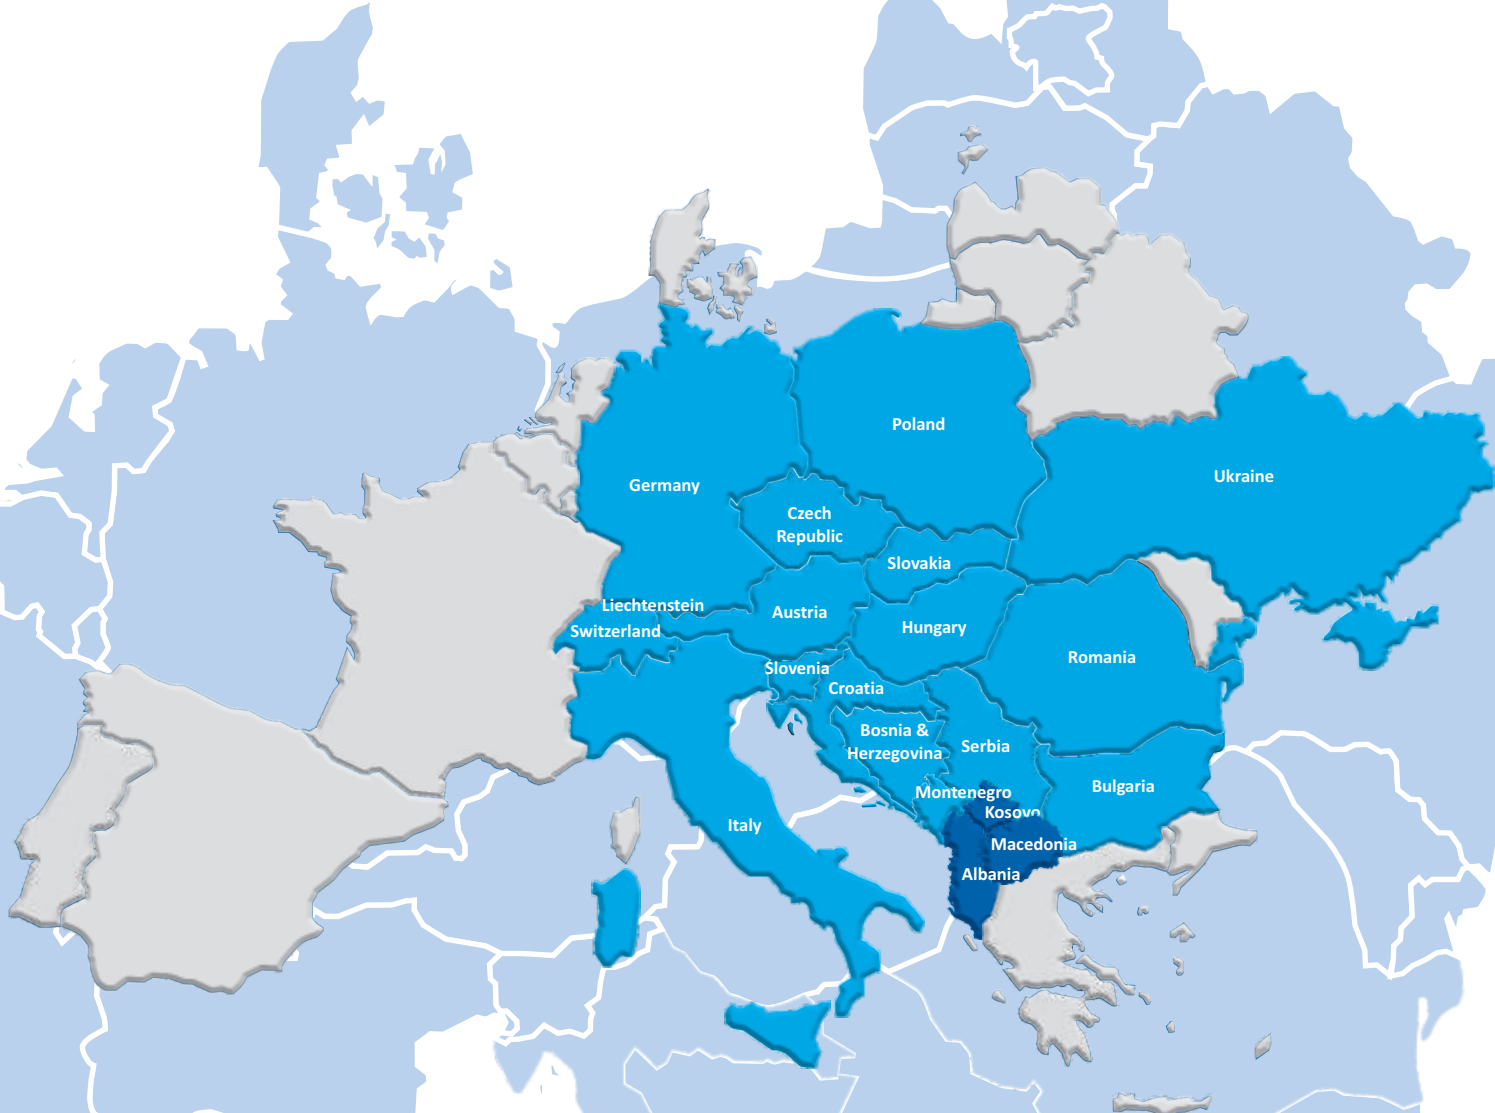 Poland
Ukraine
Germany
Czech
Republic
Slovakia
Liechtenstein
Austria
Switzerland
Hungary
Romania
Slovenia
Croatia
Bosnia &
Herzegovina
Serbia
Montenegro
Bulgaria
Kosovo
Italy
Macedonia
Albania